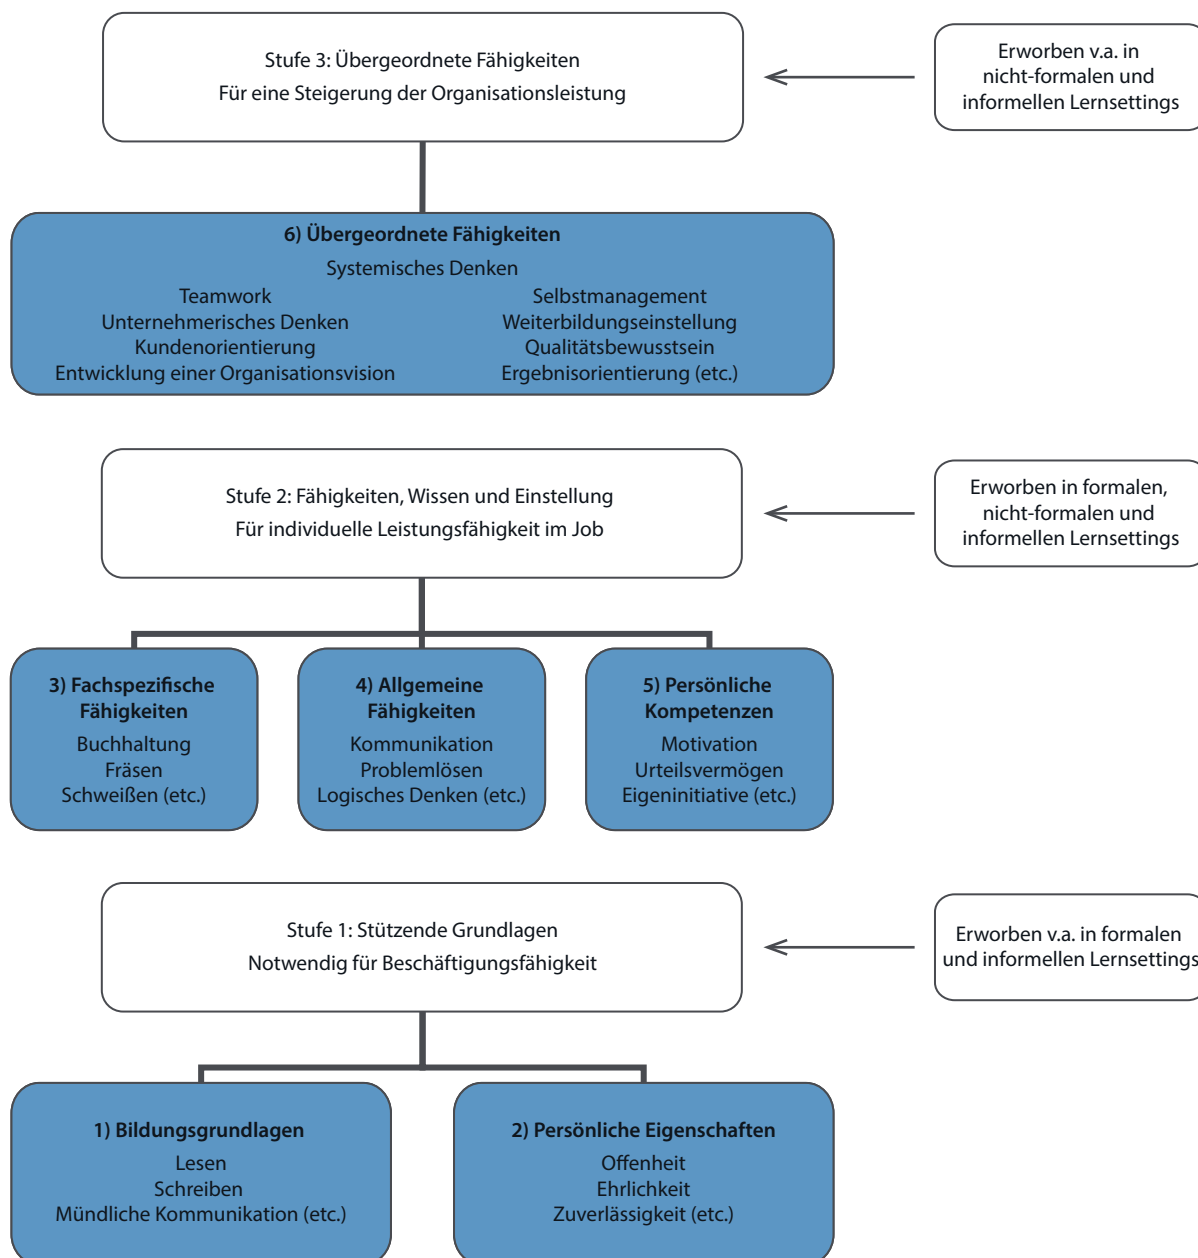 Stufe 3: Übergeordnete Fähigkeiten
Für eine Steigerung der Organisationsleistung
Erworben v.a. in
nicht-formalen und
informellen Lernsettings
6) Übergeordnete Fähigkeiten
Systemisches Denken
Teamwork
Unternehmerisches Denken
Kundenorientierung
Entwicklung einer Organisationsvision
Selbstmanagement
Weiterbildungseinstellung
Qualitätsbewusstsein
Ergebnisorientierung (etc.)
Stufe 2: Fähigkeiten, Wissen und Einstellung
Für individuelle Leistungsfähigkeit im Job
Erworben in formalen,
nicht-formalen und
informellen Lernsettings
3) Fachspezifische
Fähigkeiten
Buchhaltung
Fräsen
Schweißen (etc.)
4) Allgemeine
Fähigkeiten
Kommunikation
Problemlösen
Logisches Denken (etc.)
5) Persönliche
Kompetenzen
Motivation
Urteilsvermögen
Eigeninitiative (etc.)
Stufe 1: Stützende Grundlagen
Notwendig für Beschäftigungsfähigkeit
Erworben v.a. in formalen
und informellen Lernsettings
1) Bildungsgrundlagen
Lesen
Schreiben
Mündliche Kommunikation (etc.)
2) Persönliche Eigenschaften
Offenheit
Ehrlichkeit
Zuverlässigkeit (etc.)